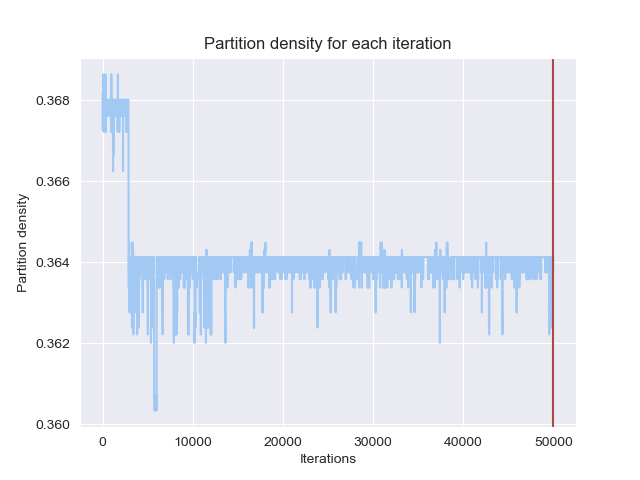 Partition density for each iteration
0.368
0.366
0.364
0.362
0.360
Partition density
0 10000 20000 30000 40000 50000
Iterations